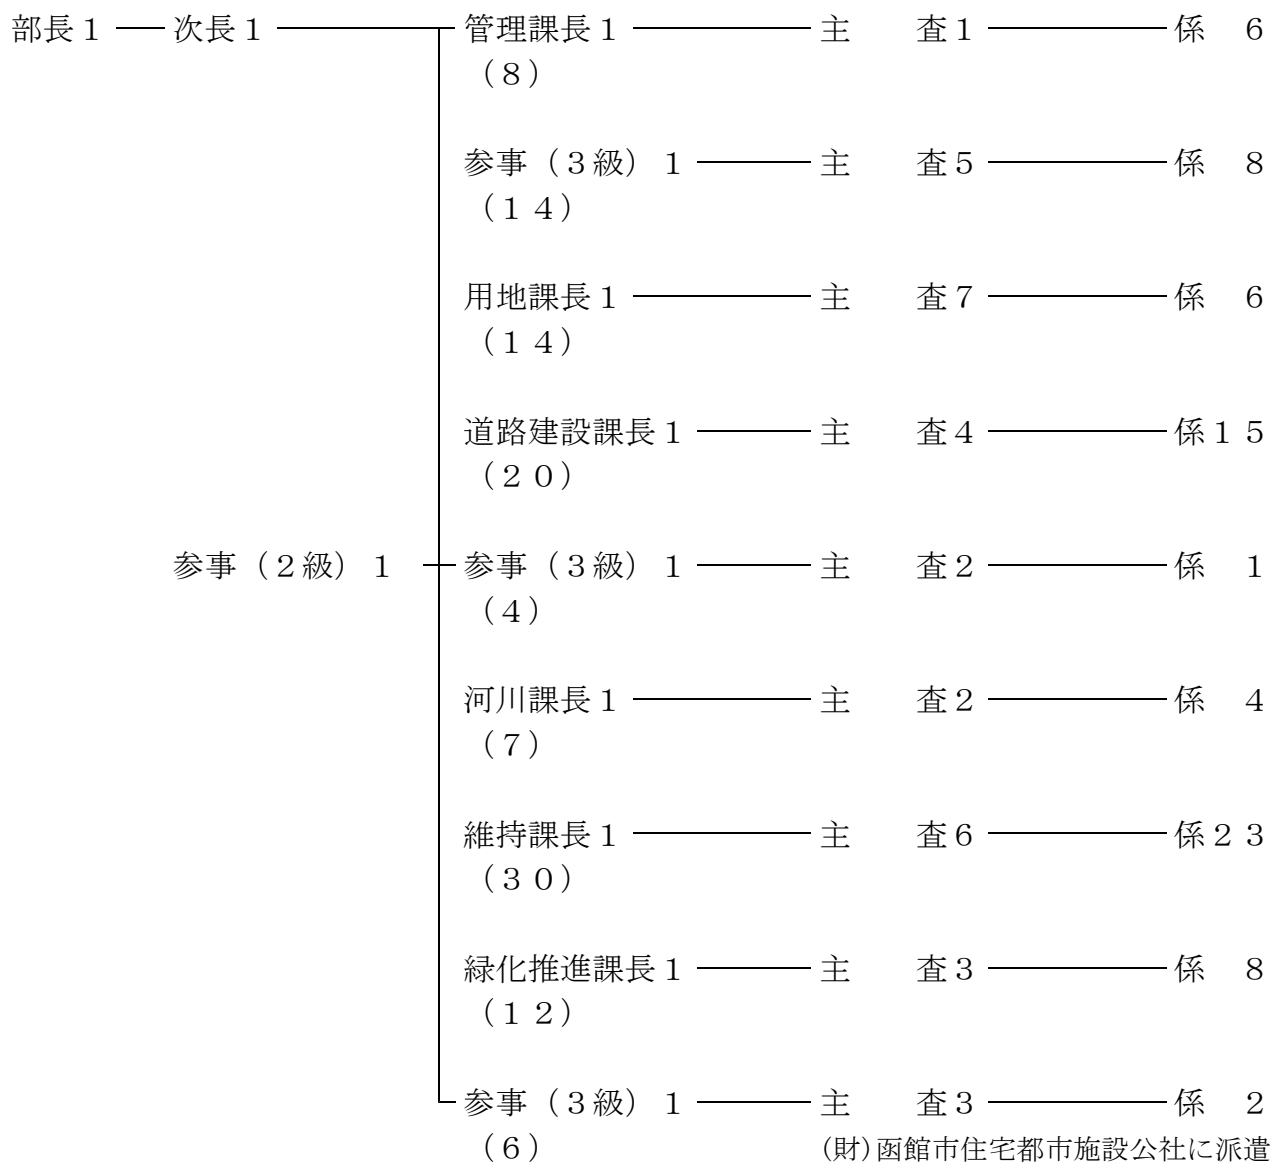 部長１ 次長１ 管理課長１ 主　査１ 係　６
（８）
参事（３級）１ 主　査５ 係　８
（１４）
用地課長１ 主　査７ 係　６
（１４）
道路建設課長１ 主　査４ 係１５
（２０）
参事（２級）１ 参事（３級）１ 主　査２ 係　１
（４）
河川課長１ 主　査２ 係　４
（７）
維持課長１ 主　査６ 係２３
（３０）
緑化推進課長１ 主　査３ 係　８
（１２）
参事（３級）１ 主　査３ 係　２
（６） (財)函館市住宅都市施設公社に派遣